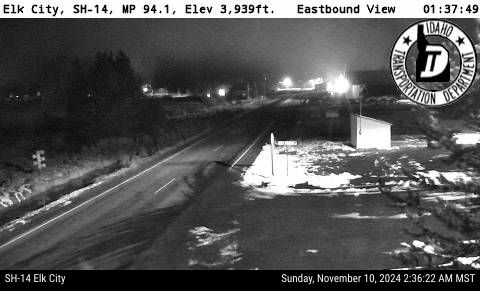 Elk City, SH-14, MP 94.1, Elev 3,939ft. Eastbound View 01:37:49
IDAHO
TRANSPORTATION DEPARTMENT
SH-14 Elk City Sunday, November 10, 2024 2:36:22 AM MST